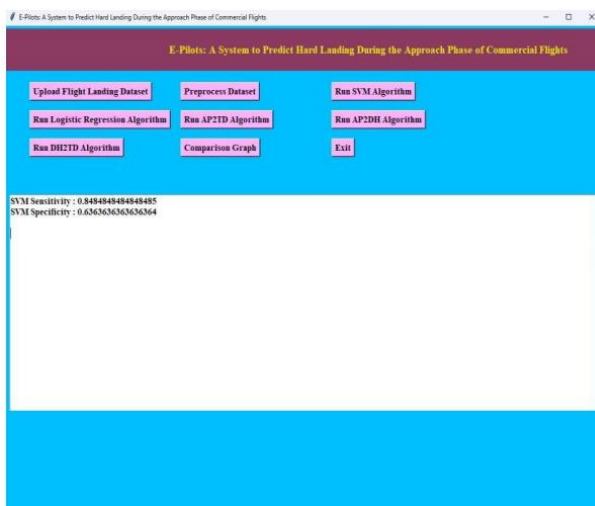 E-Pilots: A System to Predict Hard Landing During the Approach Phase of Commercial Flights
E-Pilots: A System to Predict Hard Landing During the Approach Phase of Commercial Flights
Upload Flight Landing Dataset Preprocess Dataset Run SVM Algorithm
Run Logistic Regression Algorithm Run AP2TD Algorithm Run AP2DH Algorithm
Run DH2TD Algorithm Comparison Graph Exit
SVM Sensitivity : 0.8484848484848485
SVM Specificity : 0.6363636363636364